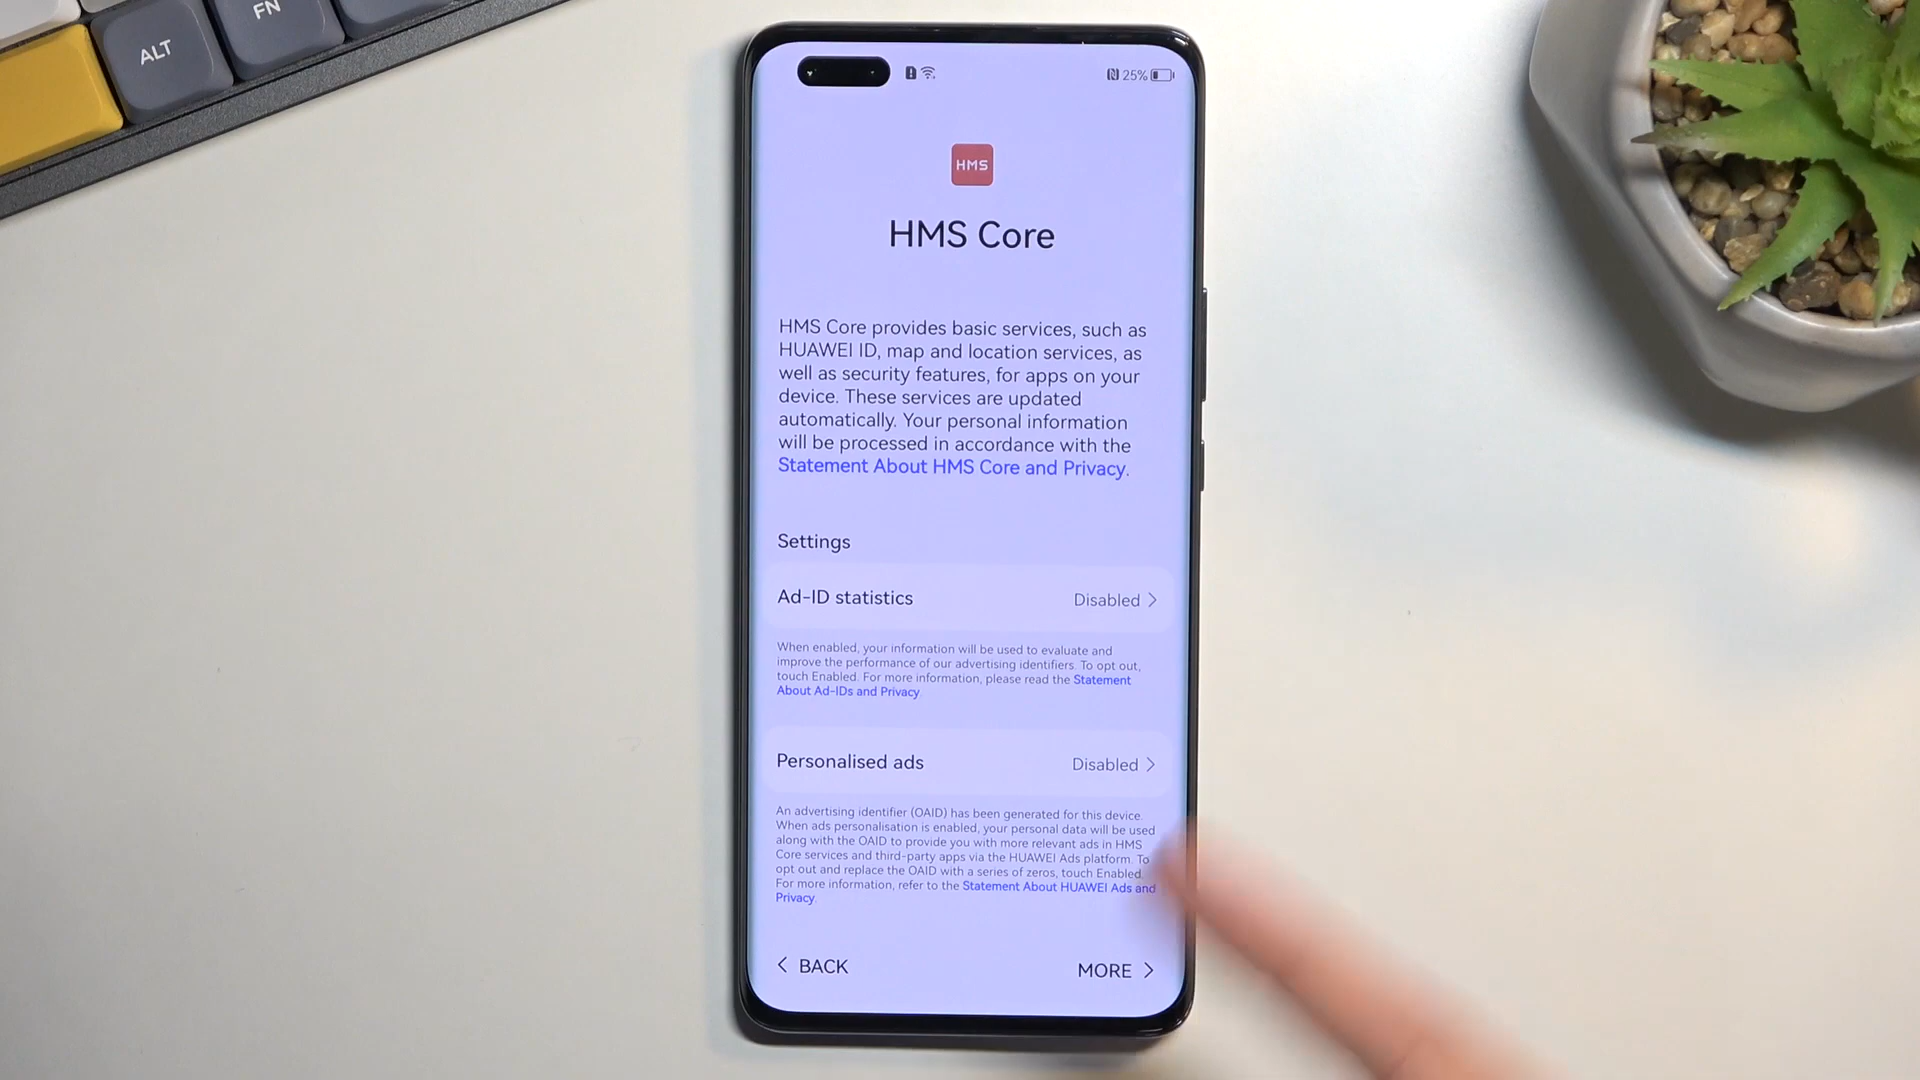 FN
ALT
25%
HMS
HMS Core
HMS Core provides basic services, such as
HUAWEI ID, map and location services, as
well as security features, for apps on your
device. These services are updated
automatically. Your personal information
will be processed in accordance with the
Statement About HMS Core and Privacy.
Settings
Ad-ID statistics Disabled
When enabled, your information will be used to evaluate and
improve the performance of our advertising identifiers. To opt out,
touch Enabled. For more information, please read the Statement
About Ad-IDs and Privacy.
Personalised ads Disabled
An advertising identifier (OAID) has been generated for this device.
When ads personalisation is enabled, your personal data will be used
along with the OAID to provide you with more relevant ads in HMS
Core services and third-party apps via the HUAWEI Ads platform. To
opt out and replace the OAID with a series of zeros, touch Enabled.
For more information, refer to the Statement About HUAWEI Ads and
Privacy.
BACK MORE